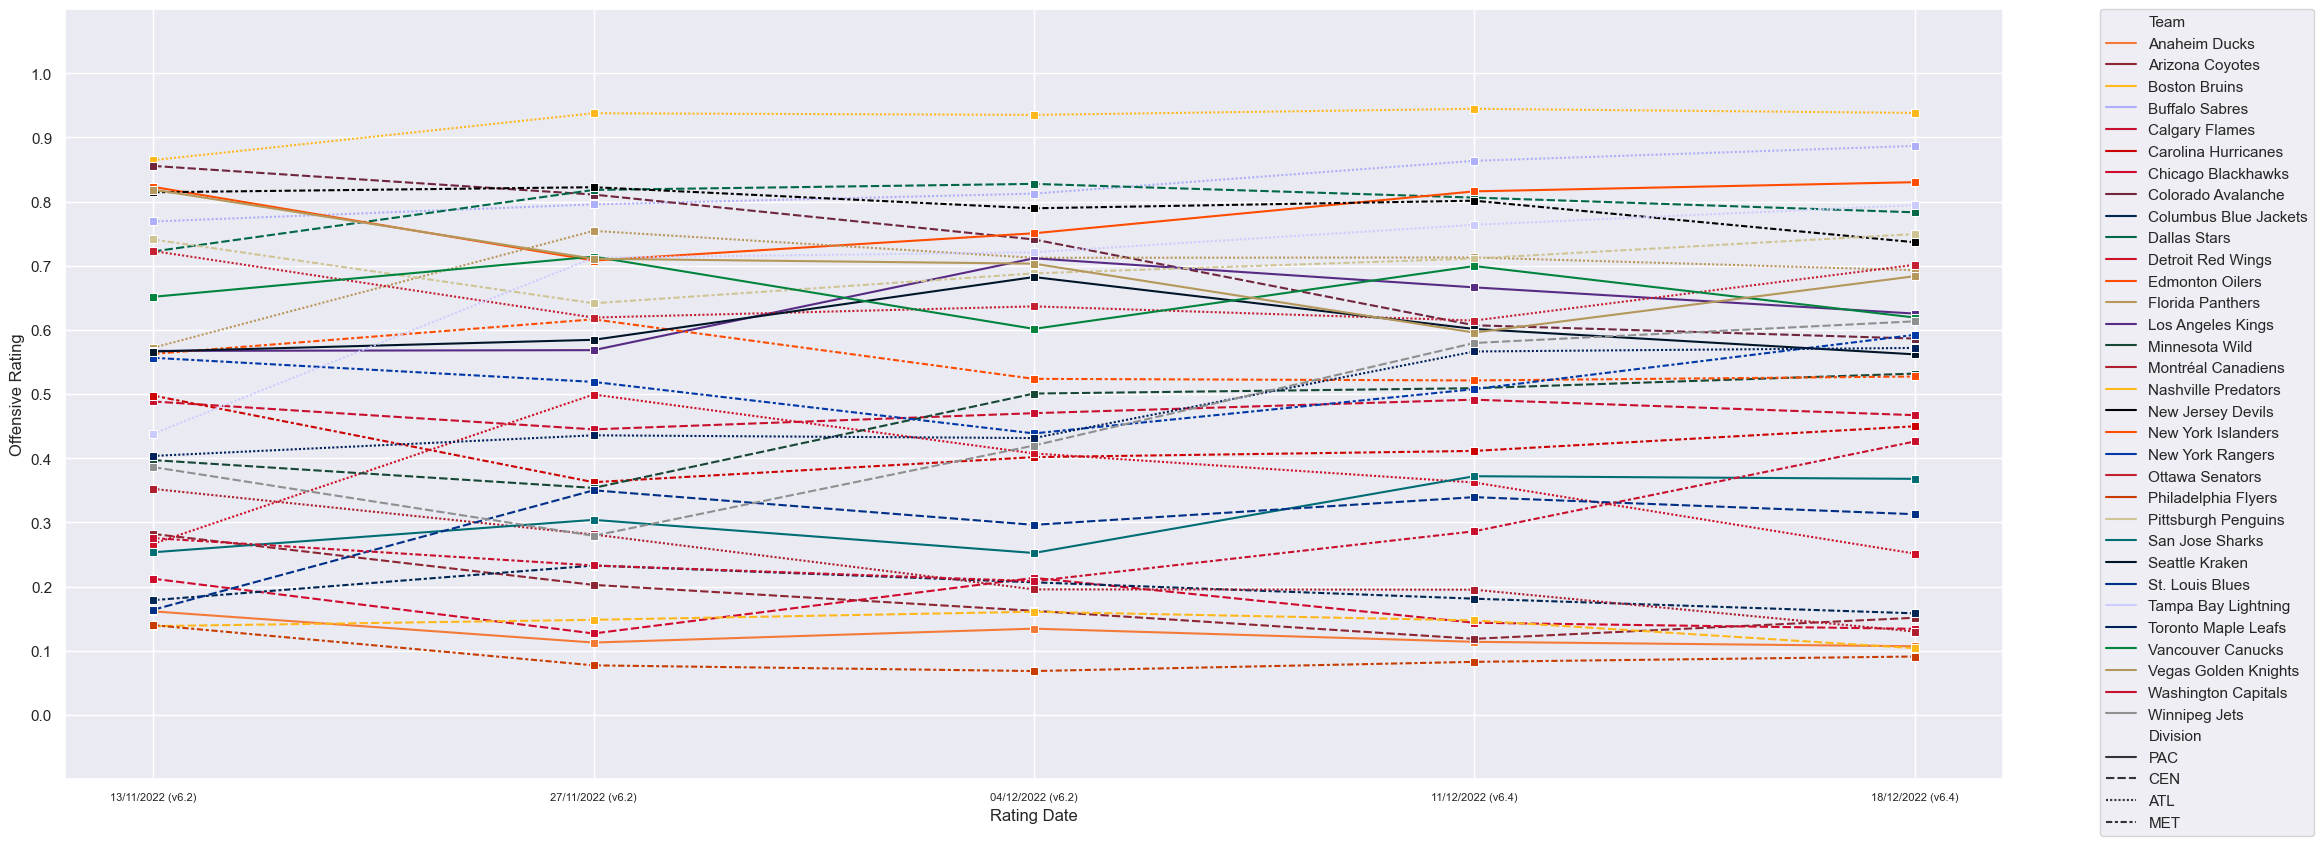 1.0
0.9
0.8
0.7
0.6
0.5
0.4
0.3
0.2
0.1
0.0
Offensive Rating
13/11/2022 (v6.2)
27/11/2022 (v6.2)
04/12/2022 (v6.2)
11/12/2022 (v6.4)
18/12/2022 (v6.4)
Rating Date
Team
Anaheim Ducks
Arizona Coyotes
Boston Bruins
Buffalo Sabres
Calgary Flames
Carolina Hurricanes
Chicago Blackhawks
Colorado Avalanche
Columbus Blue Jackets
Dallas Stars
Detroit Red Wings
Edmonton Oilers
Florida Panthers
Los Angeles Kings
Minnesota Wild
Montréal Canadiens
Nashville Predators
New Jersey Devils
New York Islanders
New York Rangers
Ottawa Senators
Philadelphia Flyers
Pittsburgh Penguins
San Jose Sharks
Seattle Kraken
St. Louis Blues
Tampa Bay Lightning
Toronto Maple Leafs
Vancouver Canucks
Vegas Golden Knights
Washington Capitals
Winnipeg Jets
Division
PAC
CEN
ATL
MET